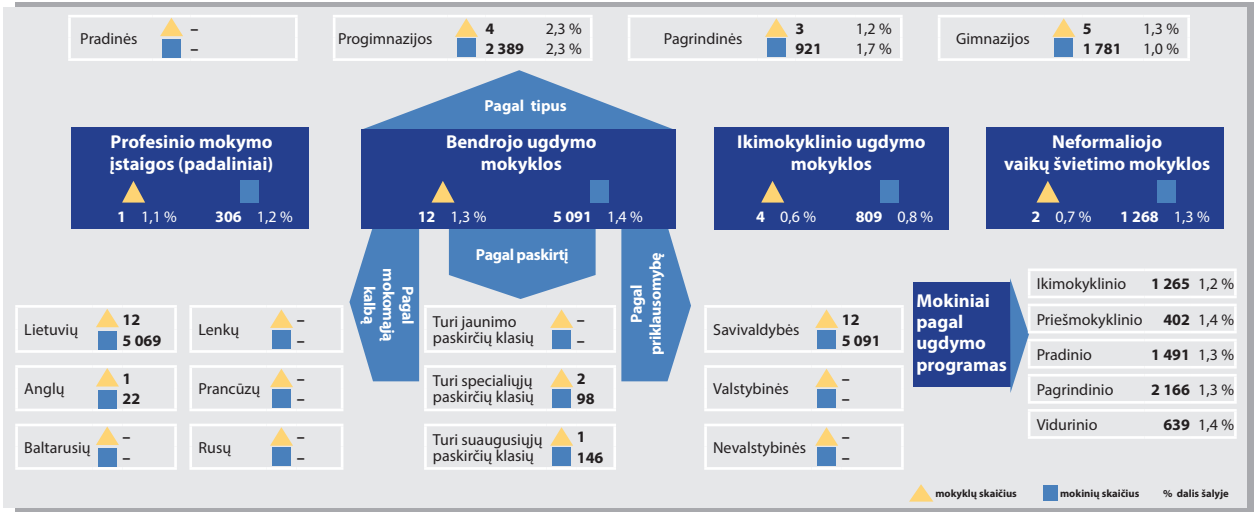 Pradinės
–
–
Progimnazijos
4 2,3 %
2 389 2,3 %
Pagrindinės
3 1,2 %
921 1,7 %
Gimnazijos
5 1,3 %
1 781 1,0 %
Pagal tipus
Profesinio mokymo
įstaigos (padaliniai)
1 1,1 % 306 1,2 %
Bendrojo ugdymo
mokyklos
12 1,3 % 5 091 1,4 %
Ikimokyklinio ugdymo
mokyklos
4 0,6 % 809 0,8 %
Neformaliojo
vaikų švietimo mokyklos
2 0,7 % 1 268 1,3 %
Pagal
mokomąją
kalbą
Pagal paskirtį
Pagal
priklausomybę
Lietuvių
12
5 069
Lenkų
–
–
Anglų
1
22
Prancūzų
–
–
Baltarusių
–
–
Rusų
–
–
Turi jaunimo
paskirčių klasių
–
–
Turi specialiųjų
paskirčių klasių
2
98
Turi suaugusiųjų
paskirčių klasių
1
146
Savivaldybės
12
5 091
Valstybinės
–
–
Nevalstybinės
–
–
Mokiniai
pagal
ugdymo
programas
Ikimokyklinio 1 265 1,2 %
Priešmokyklinio 402 1,4 %
Pradinio 1 491 1,3 %
Pagrindinio 2 166 1,3 %
Vidurinio 639 1,4 %
mokyklų skaičius mokinių skaičius % dalis šalyje